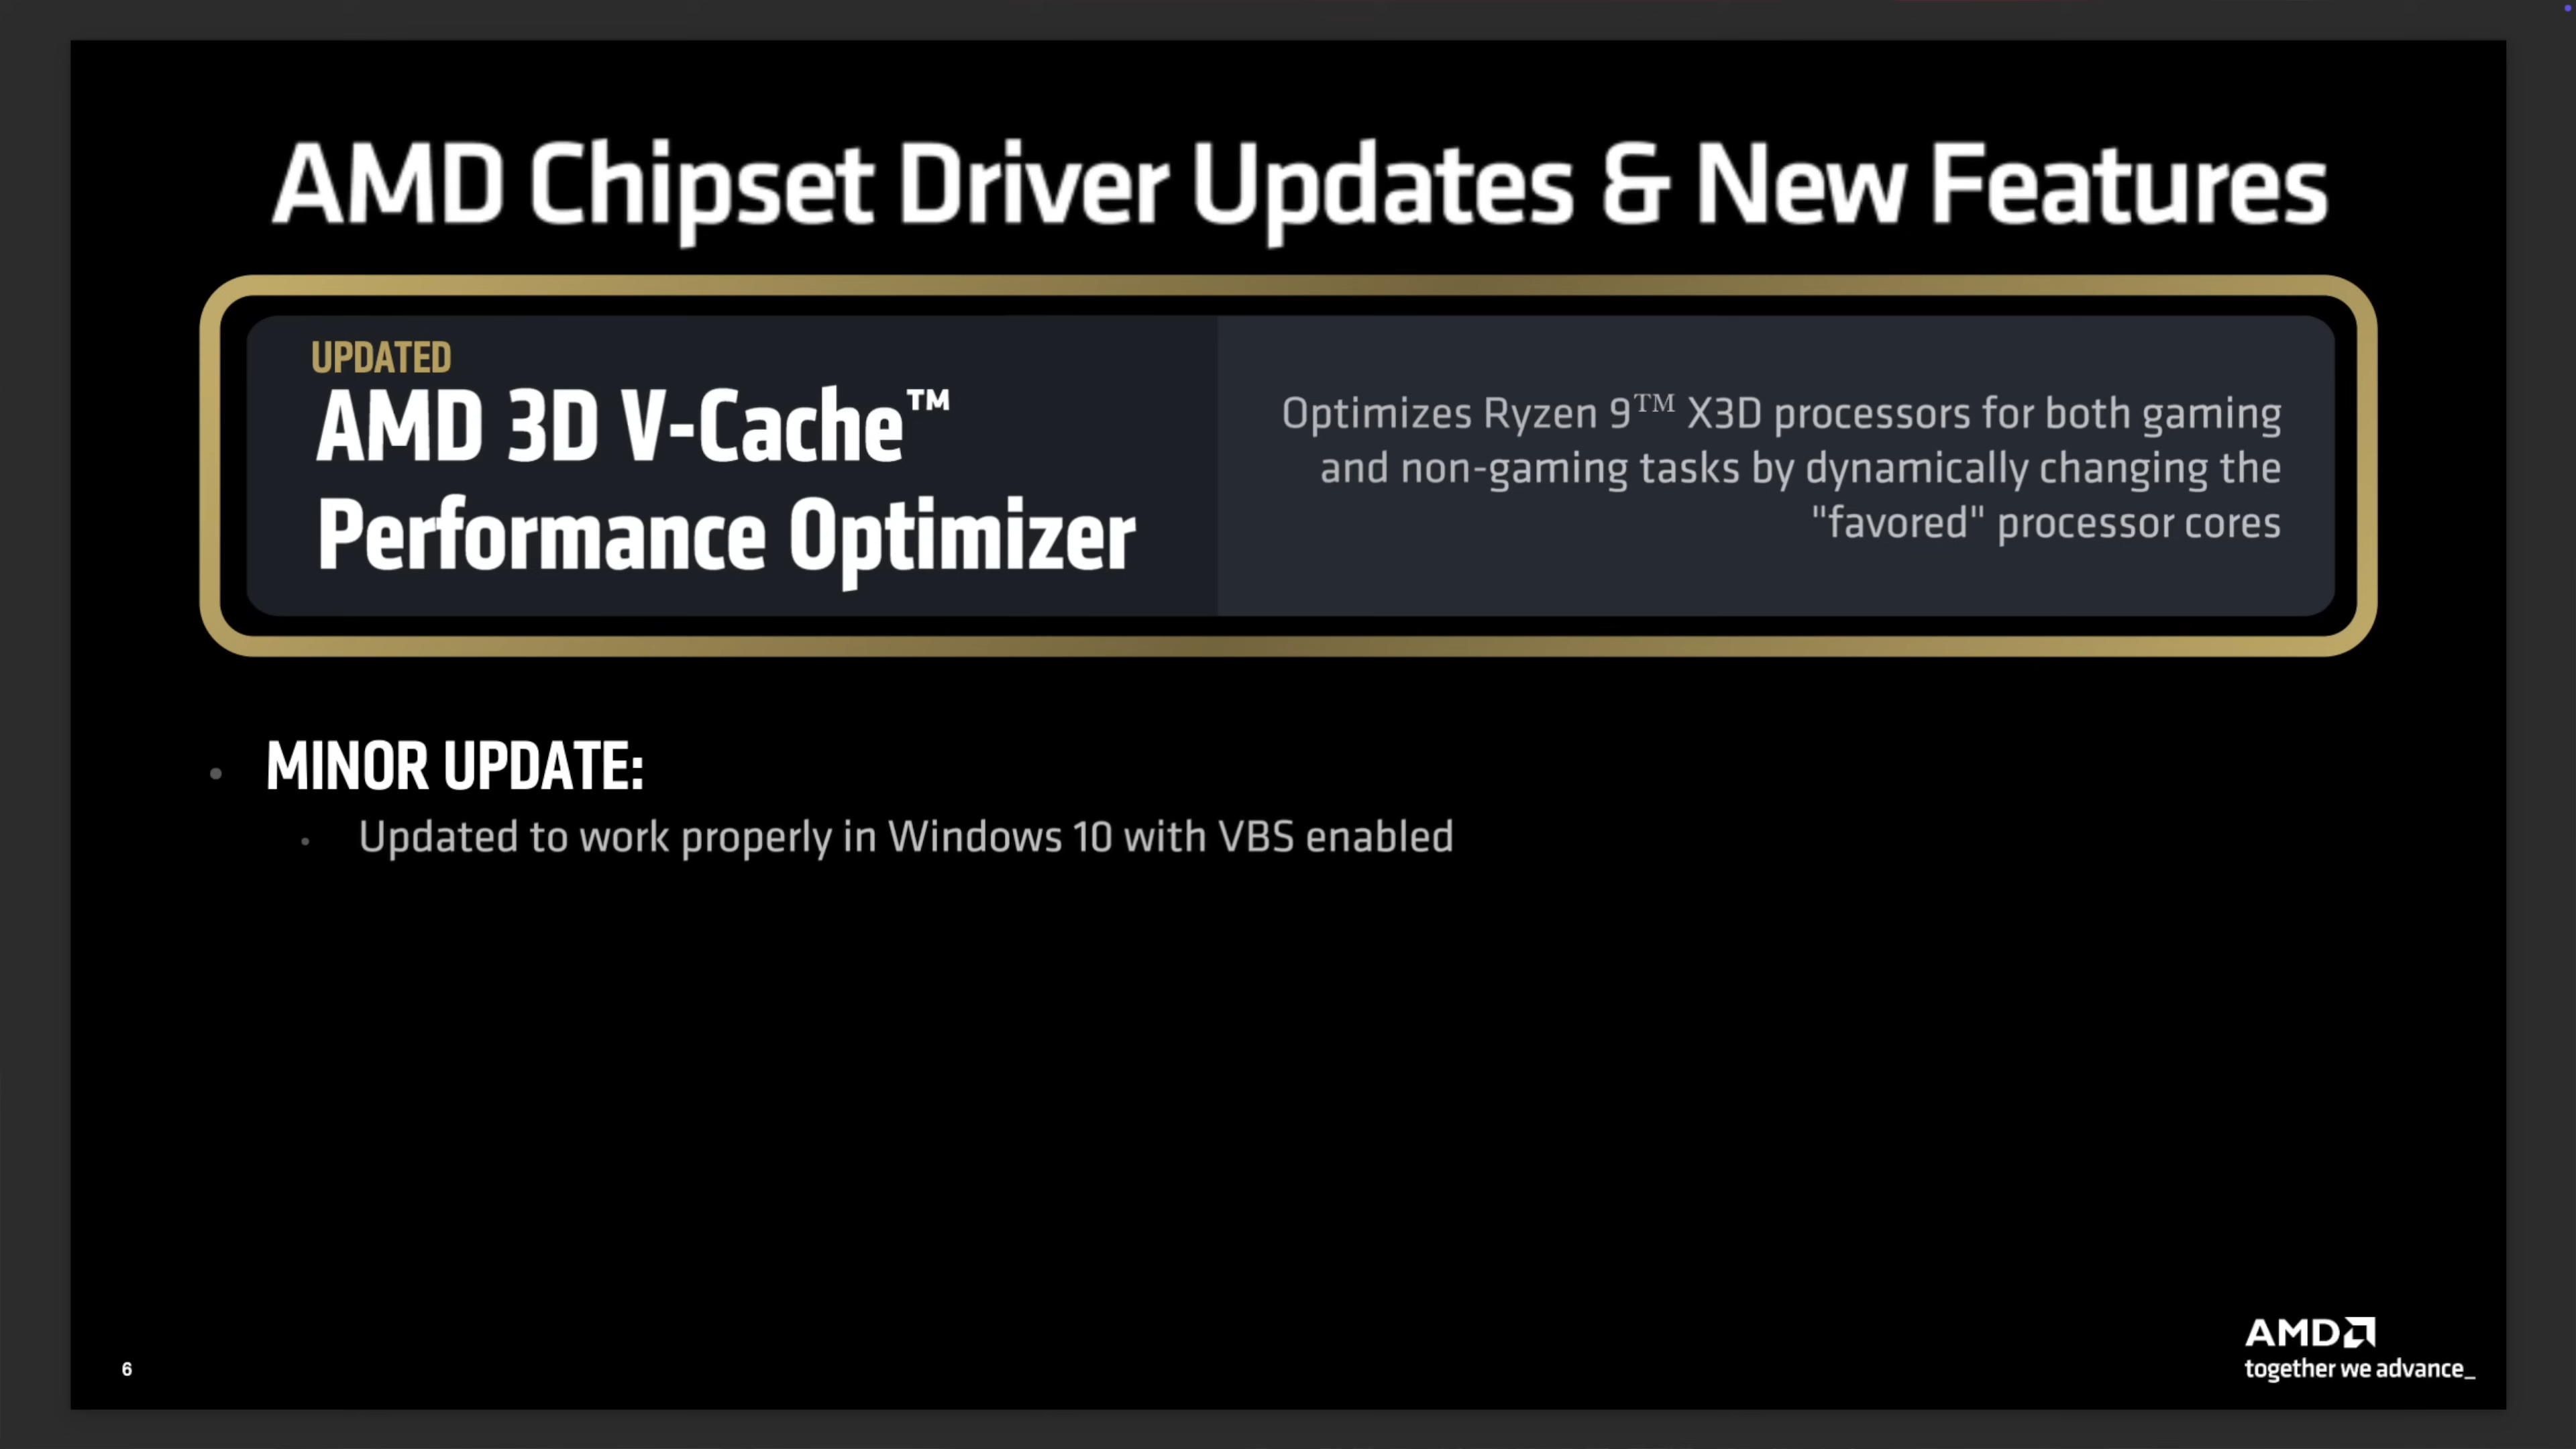 AMD Chipset Driver Updates & New Features
UPDATED
AMD 3D V-Cache™
Performance Optimizer
Optimizes Ryzen 9™ X3D processors for both gaming
and non-gaming tasks by dynamically changing the
"favored" processor cores
• MINOR UPDATE:
• Updated to work properly in Windows 10 with VBS enabled
6
AMD
together we advance_